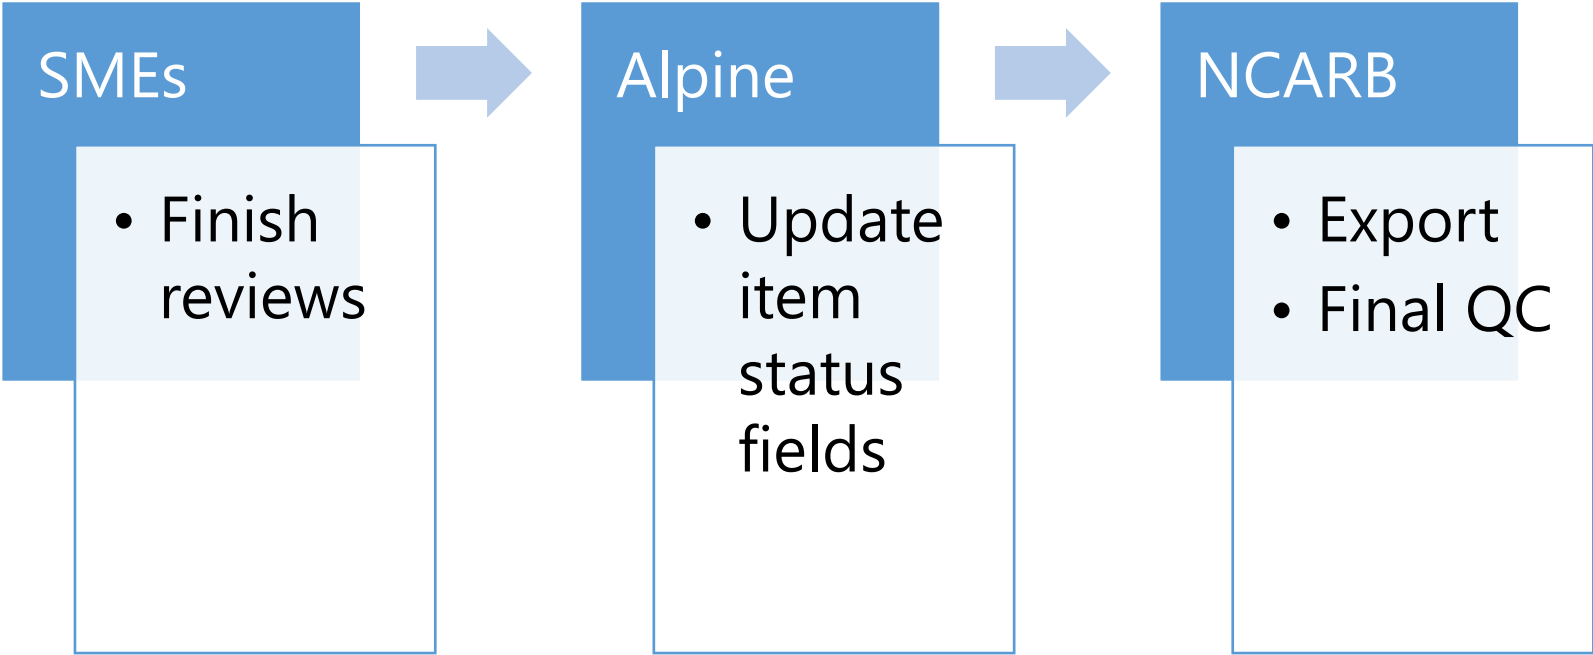 SMEs
• Finish
reviews
Alpine
• Update
item
status
fields
NCARB
• Export
• Final QC